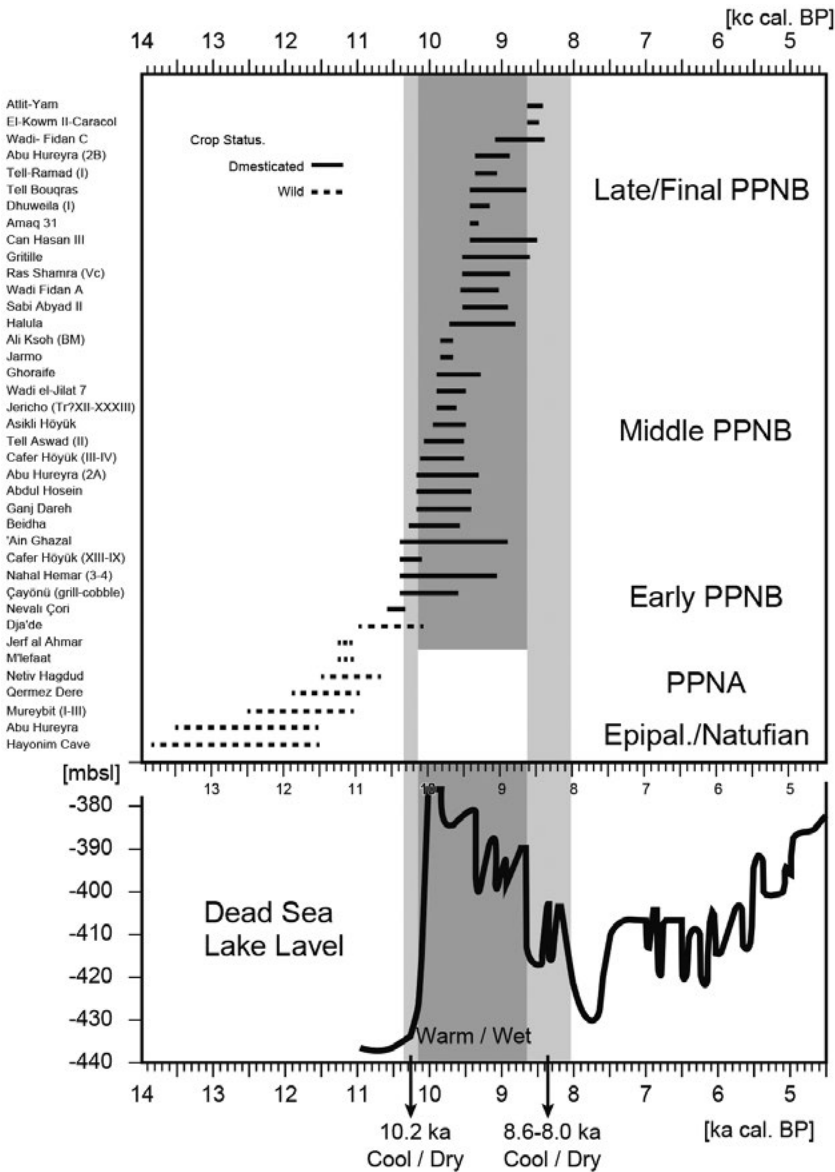 [kc cal. BP]
14 13 12 11 10 9 8 7 6 5
Atlit-Yam
El-Kowm II-Caracol
Wadi- Fidan C
Abu Hureyra (2B)
Tell-Ramad (I)
Tell Bouqras
Dhuweila (I)
Amaq 31
Can Hasan III
Gritille
Ras Shamra (Vc)
Wadi Fidan A
Sabi Abyad II
Halula
Ali Ksoh (BM)
Jarmo
Ghoraife
Wadi el-Jilat 7
Jericho (Tr?XII-XXXIII)
Asikli Höyük
Tell Aswad (II)
Cafer Höyük (III-IV)
Abu Hureyra (2A)
Abdul Hosein
Ganj Dareh
Beidha
'Ain Ghazal
Cafer Höyük (XIII-IX)
Nahal Hemar (3-4)
Çayönü (grill-cobble)
Nevalı Çori
Dja'de
Jerf al Ahmar
M'lefaat
Netiv Hagdud
Qermez Dere
Mureybit (I-III)
Abu Hureyra
Hayonim Cave
Crop Status.
Dmesticated
Wild
Late/Final PPNB
Middle PPNB
Early PPNB
PPNA
Epipal./Natufian
[mbsl]
13 12 11 10 9 8 7 6 5
-380
-390
-400
-410
-420
-430
-440
Dead Sea
Lake Lavel
Warm / Wet
14 13 12 11 10 9 8 7 6 5
[ka cal. BP]
10.2 ka
Cool / Dry
8.6-8.0 ka
Cool / Dry